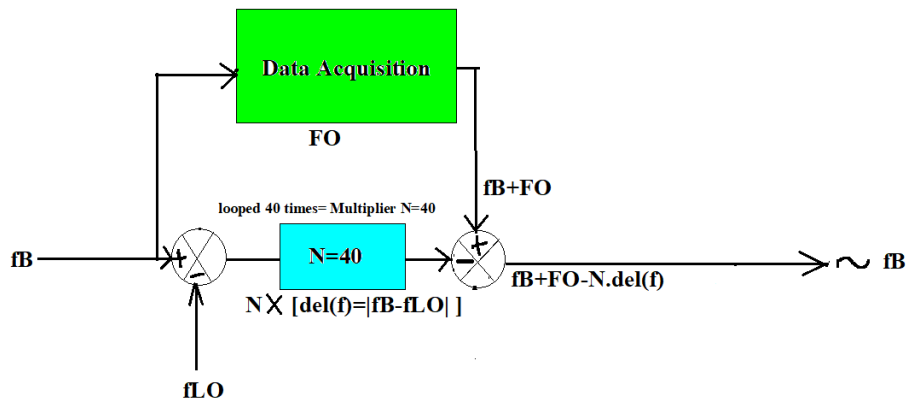 Data Acquisition
FO
fB+FO
looped 40 times= Multiplier N=40
fB
+
-
N=40
+
-
fB+FO-N.del(f)
~ fB
N X [del(f)=|fB-fLO| ]
fLO